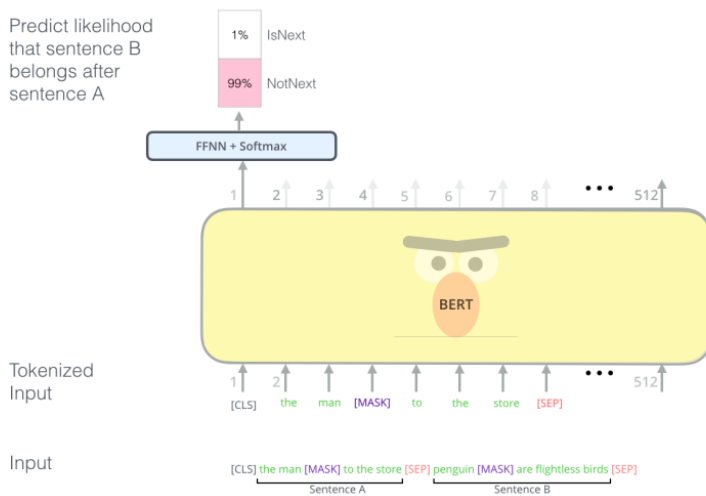 Predict likelihood
that sentence B
belongs after
sentence A
1% IsNext
99% NotNext
FFNN + Softmax
1 2 3 4 5 6 7 8 ••• 512
BERT
Tokenized
Input
1 2 ••• 512
[CLS] the man [MASK] to the store [SEP]
Input
[CLS] the man [MASK] to the store [SEP] penguin [MASK] are flightless birds [SEP]
Sentence A Sentence B